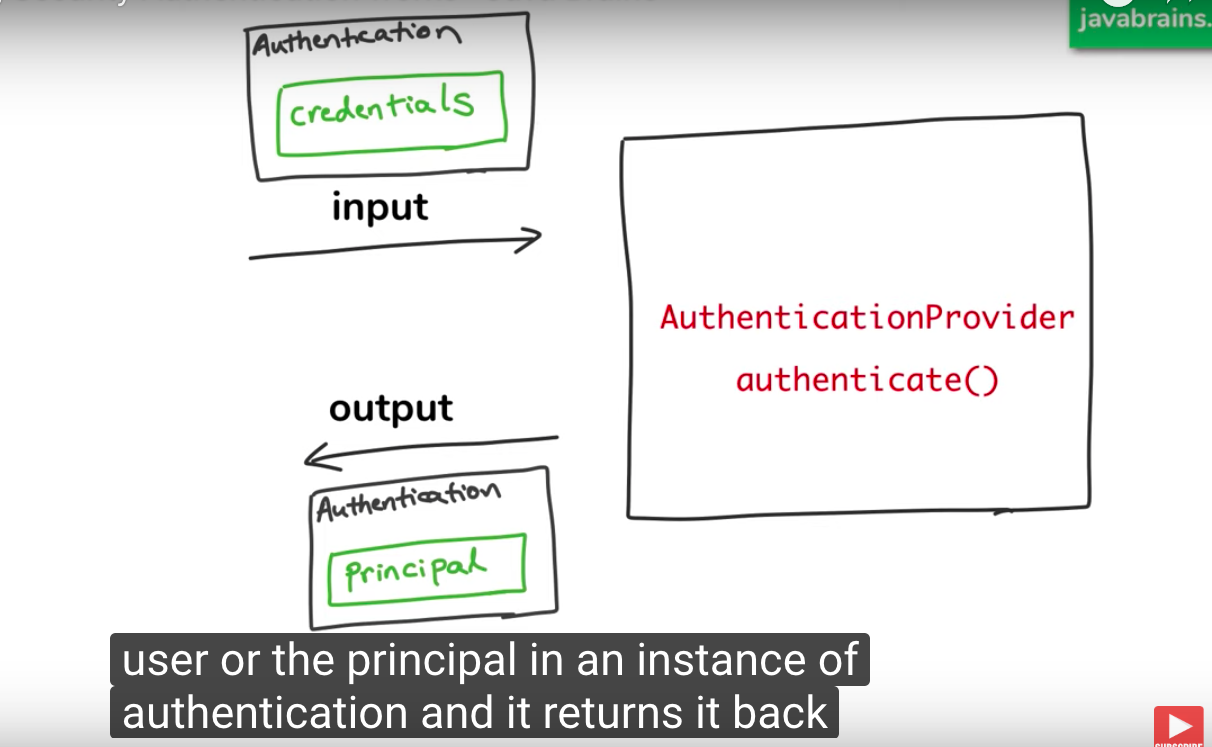 javabrains.
Authentication
credentials
input
AuthenticationProvider
authenticate()
output
Authentication
Principal
user or the principal in an instance of
authentication and it returns it back
SUBSCRIBE